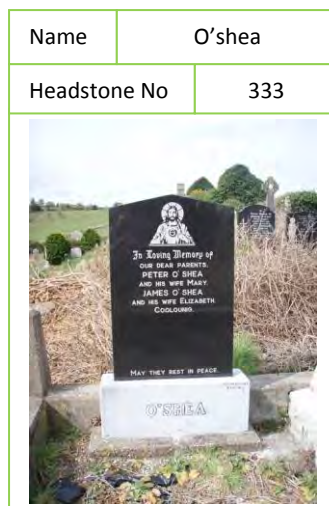 Name O'shea
Headstone No 333
In Loving Memory of
OUR DEAR PARENTS,
PETER O'SHEA
AND HIS WIFE MARY.
JAMES O'SHEA
AND HIS WIFE ELIZABETH.
COOLOUNIG.
MAY THEY REST IN PEACE.
O'SHEA